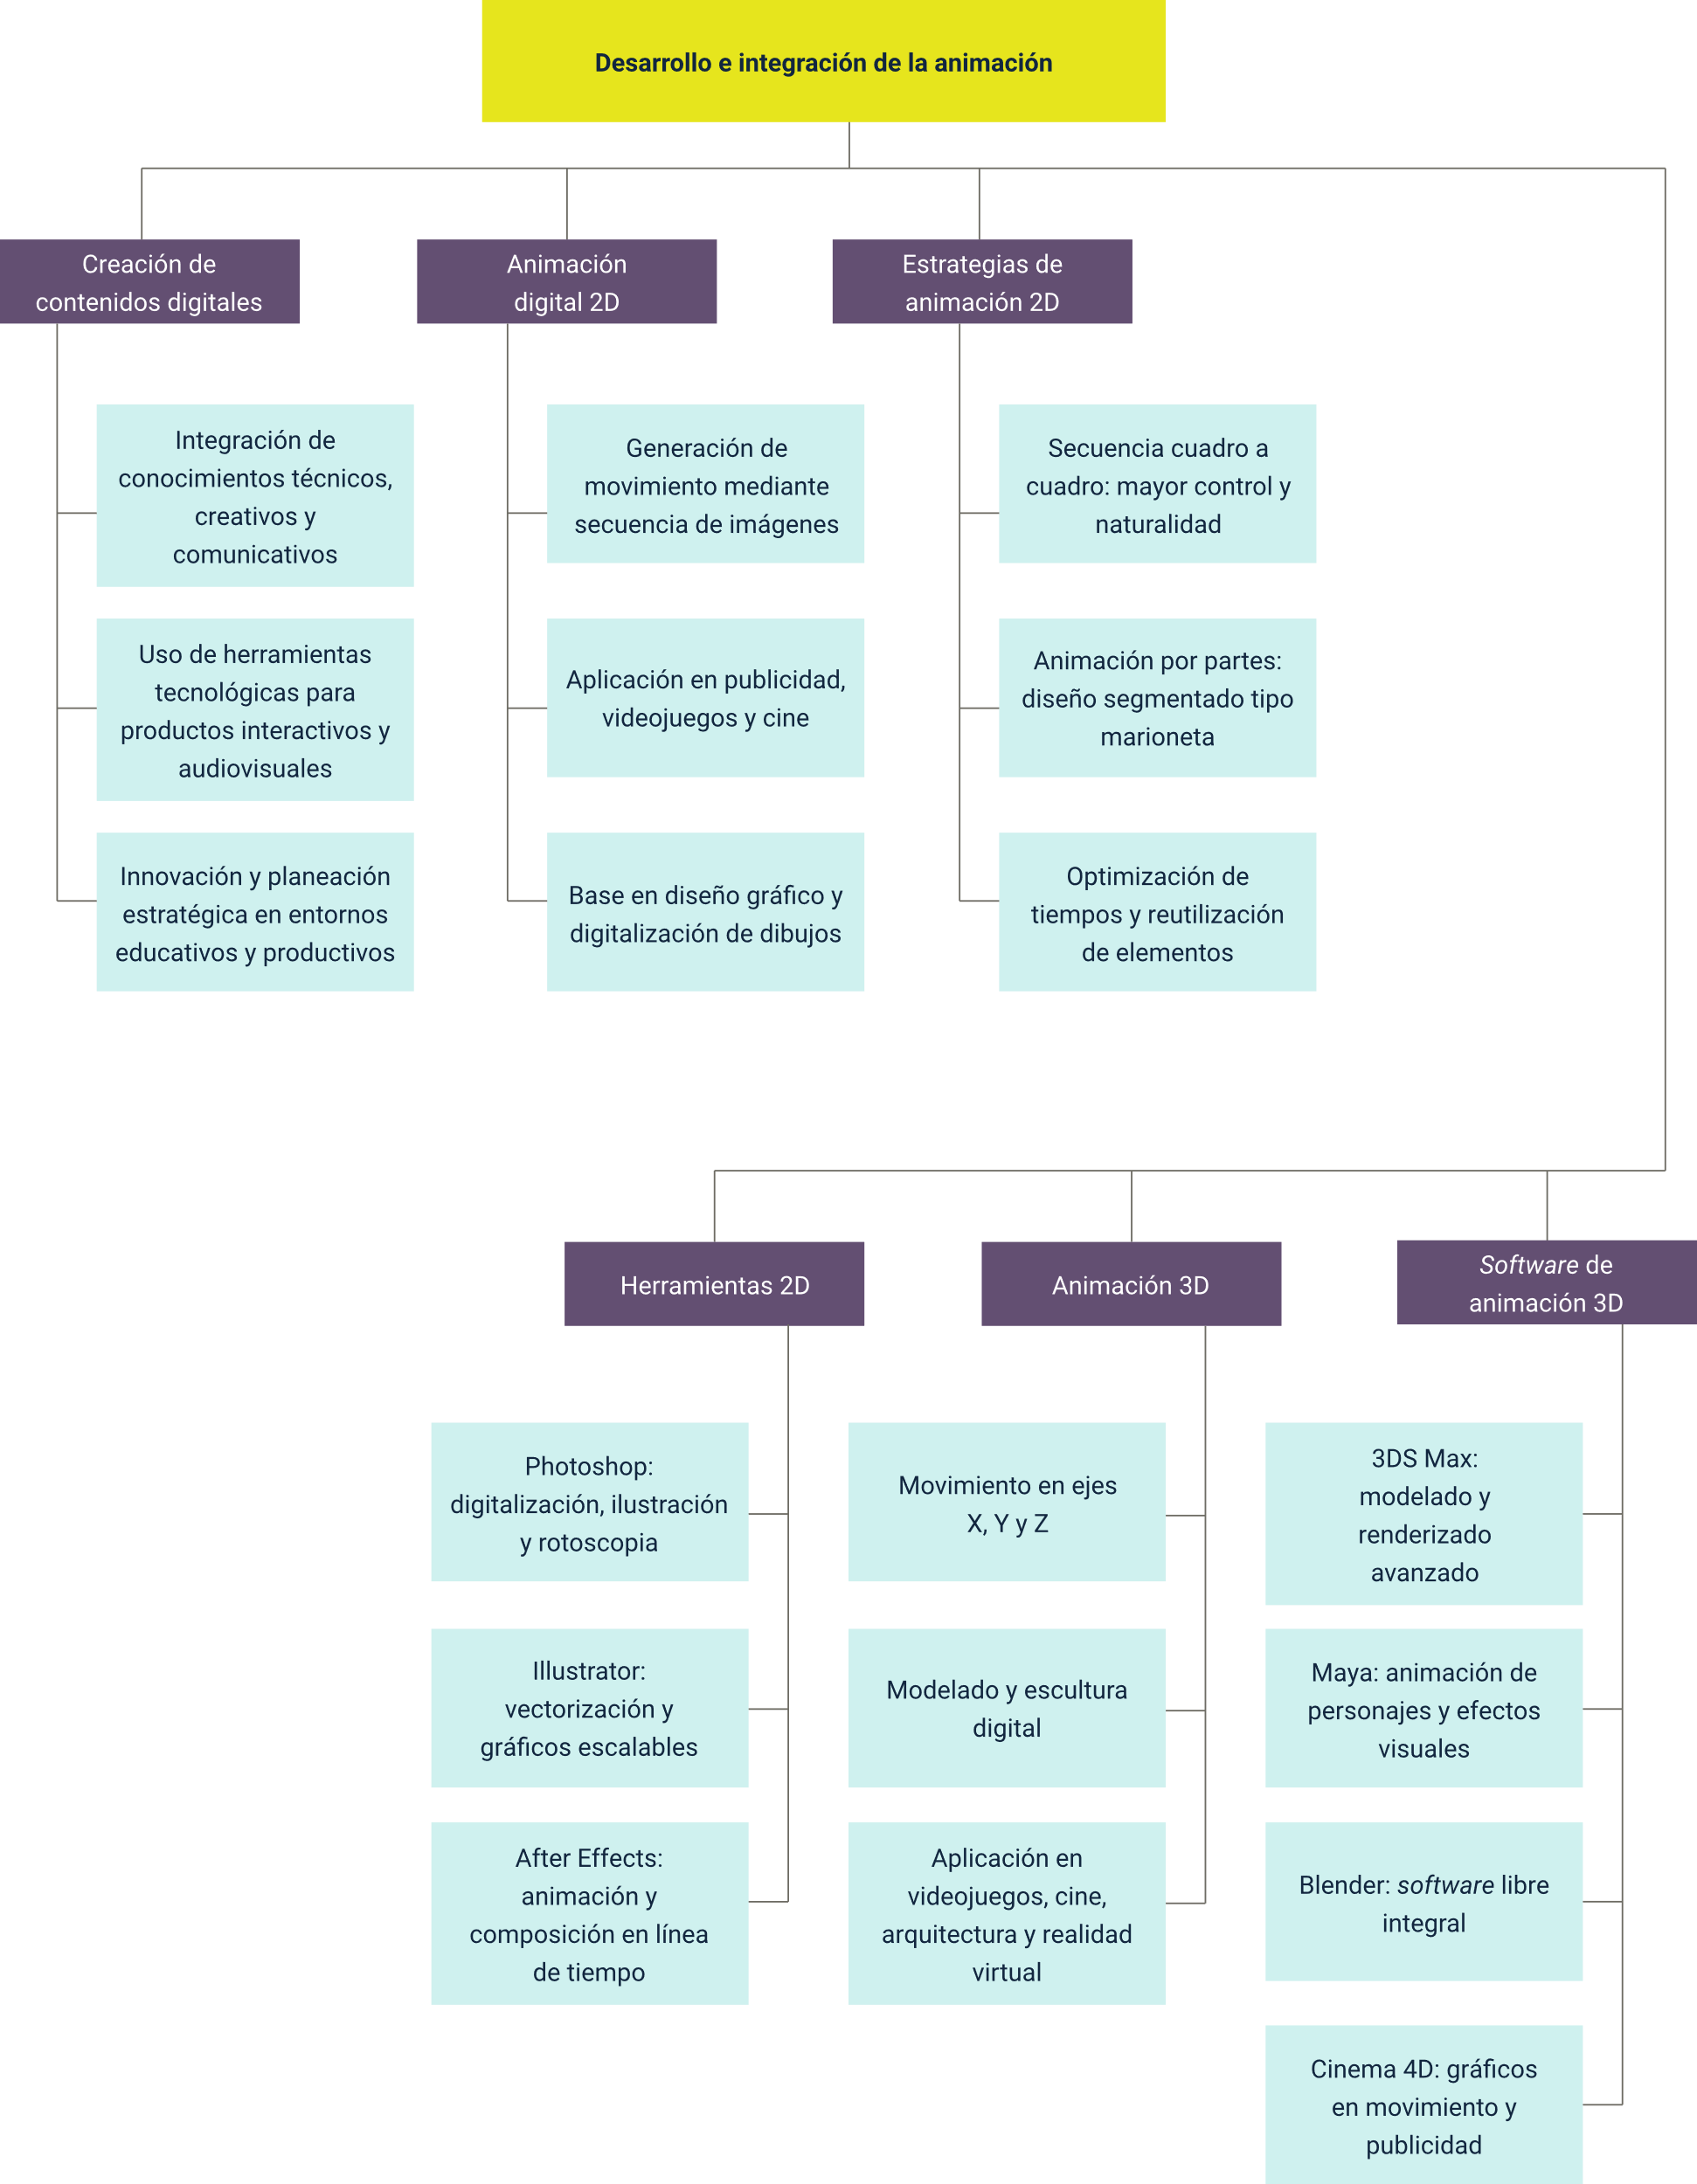 Desarrollo e integración de la animación
Creación de
contenidos digitales
Integración de
conocimientos técnicos,
creativos y
comunicativos
Uso de herramientas
tecnológicas para
productos interactivos y
audiovisuales
Innovación y planeación
estratégica en entornos
educativos y productivos
Animación
digital 2D
Generación de
movimiento mediante
secuencia de imágenes
Aplicación en publicidad,
videojuegos y cine
Base en diseño gráfico y
digitalización de dibujos
Estrategias de
animación 2D
Secuencia cuadro a
cuadro: mayor control y
naturalidad
Animación por partes:
diseño segmentado tipo
marioneta
Optimización de
tiempos y reutilización
de elementos
Herramientas 2D
Photoshop:
digitalización, ilustración
y rotoscopia
Illustrator:
vectorización y
gráficos escalables
After Effects:
animación y
composición en línea
de tiempo
Animación 3D
Movimiento en ejes
X, Y y Z
Modelado y escultura
digital
Aplicación en
videojuegos, cine,
arquitectura y realidad
virtual
Software de
animación 3D
3DS Max:
modelado y
renderizado
avanzado
Maya: animación de
personajes y efectos
visuales
Blender: software libre
integral
Cinema 4D: gráficos
en movimiento y
publicidad